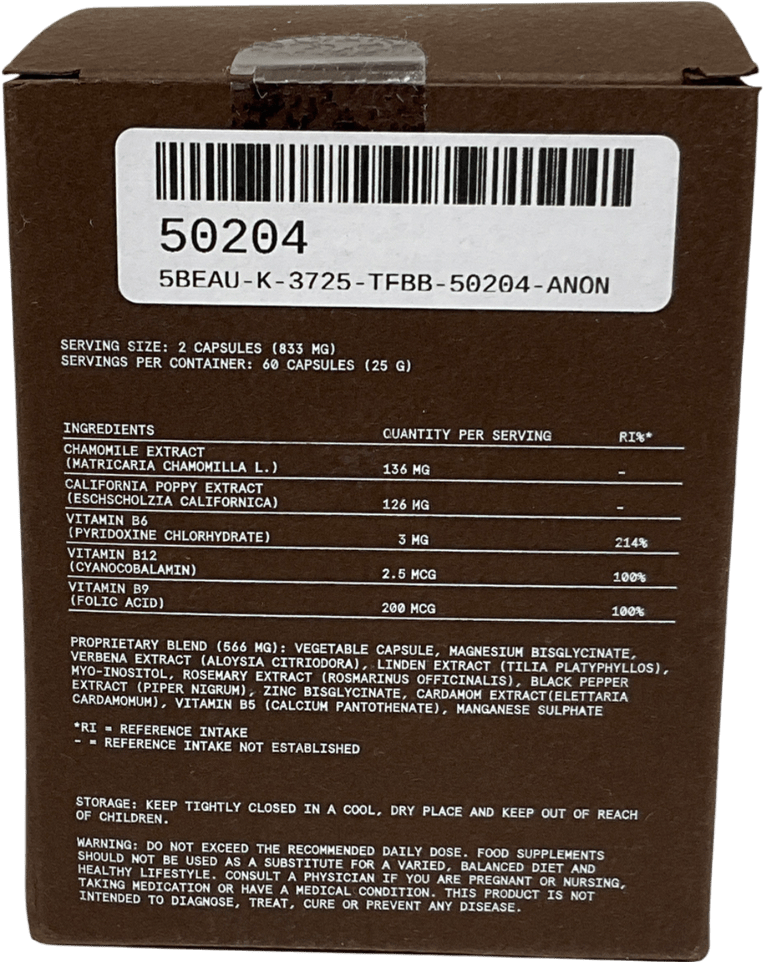 50204
5BEAU-K-3725-TFBB-50204-ANON
SERVING SIZE: 2 CAPSULES (833 MG)
SERVINGS PER CONTAINER: 60 CAPSULES (25 G)
INGREDIENTS QUANTITY PER SERVING RI%*
CHAMOMILE EXTRACT
(MATRICARIA CHAMOMILLA L.) 136 MG -
CALIFORNIA POPPY EXTRACT
(ESCHSCHOLZIA CALIFORNICA) 126 MG -
VITAMIN B6
(PYRIDOXINE CHLORHYDRATE) 3 MG 214%
VITAMIN B12
(CYANOCOBALAMIN) 2.5 MCG 100%
VITAMIN B9
(FOLIC ACID) 200 MCG 100%
PROPRIETARY BLEND (566 MG): VEGETABLE CAPSULE, MAGNESIUM BISGLYCINATE,
VERBENA EXTRACT (ALOYSIA CITRIODORA), LINDEN EXTRACT (TILIA PLATYPHYLLOS),
MYO-INOSITOL, ROSEMARY EXTRACT (ROSMARINUS OFFICINALIS), BLACK PEPPER
EXTRACT (PIPER NIGRUM), ZINC BISGLYCINATE, CARDAMOM EXTRACT(ELETTARIA
CARDAMOMUM), VITAMIN B5 (CALCIUM PANTOTHENATE), MANGANESE SULPHATE
*RI = REFERENCE INTAKE
- = REFERENCE INTAKE NOT ESTABLISHED
STORAGE: KEEP TIGHTLY CLOSED IN A COOL, DRY PLACE AND KEEP OUT OF REACH
OF CHILDREN.
WARNING: DO NOT EXCEED THE RECOMMENDED DAILY DOSE. FOOD SUPPLEMENTS
SHOULD NOT BE USED AS A SUBSTITUTE FOR A VARIED, BALANCED DIET AND
HEALTHY LIFESTYLE. CONSULT A PHYSICIAN IF YOU ARE PREGNANT OR NURSING,
TAKING MEDICATION OR HAVE A MEDICAL CONDITION. THIS PRODUCT IS NOT
INTENDED TO DIAGNOSE, TREAT, CURE OR PREVENT ANY DISEASE.